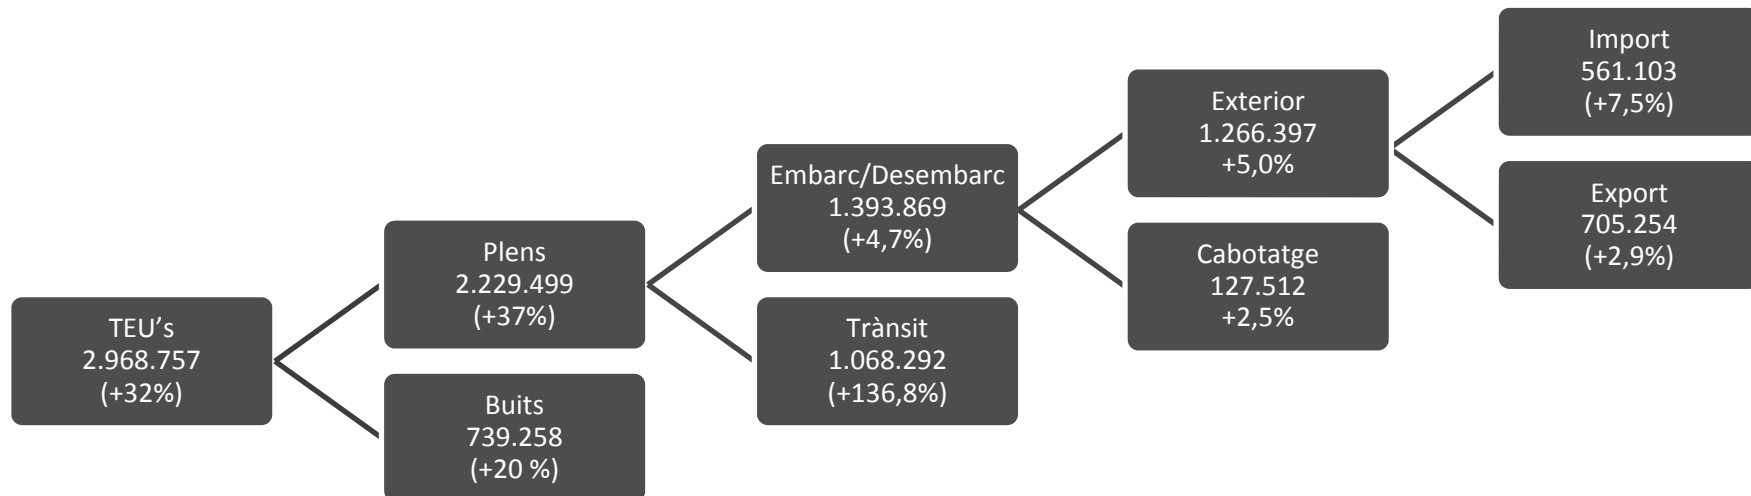 TEU’s
2.968.757
(+32%)
Plens
2.229.499
(+37%)
Buits
739.258
(+20 %)
Embarc/Desembarc
1.393.869
(+4,7%)
Trànsit
1.068.292
(+136,8%)
Exterior
1.266.397
+5,0%
Cabotatge
127.512
+2,5%
Import
561.103
(+7,5%)
Export
705.254
(+2,9%)